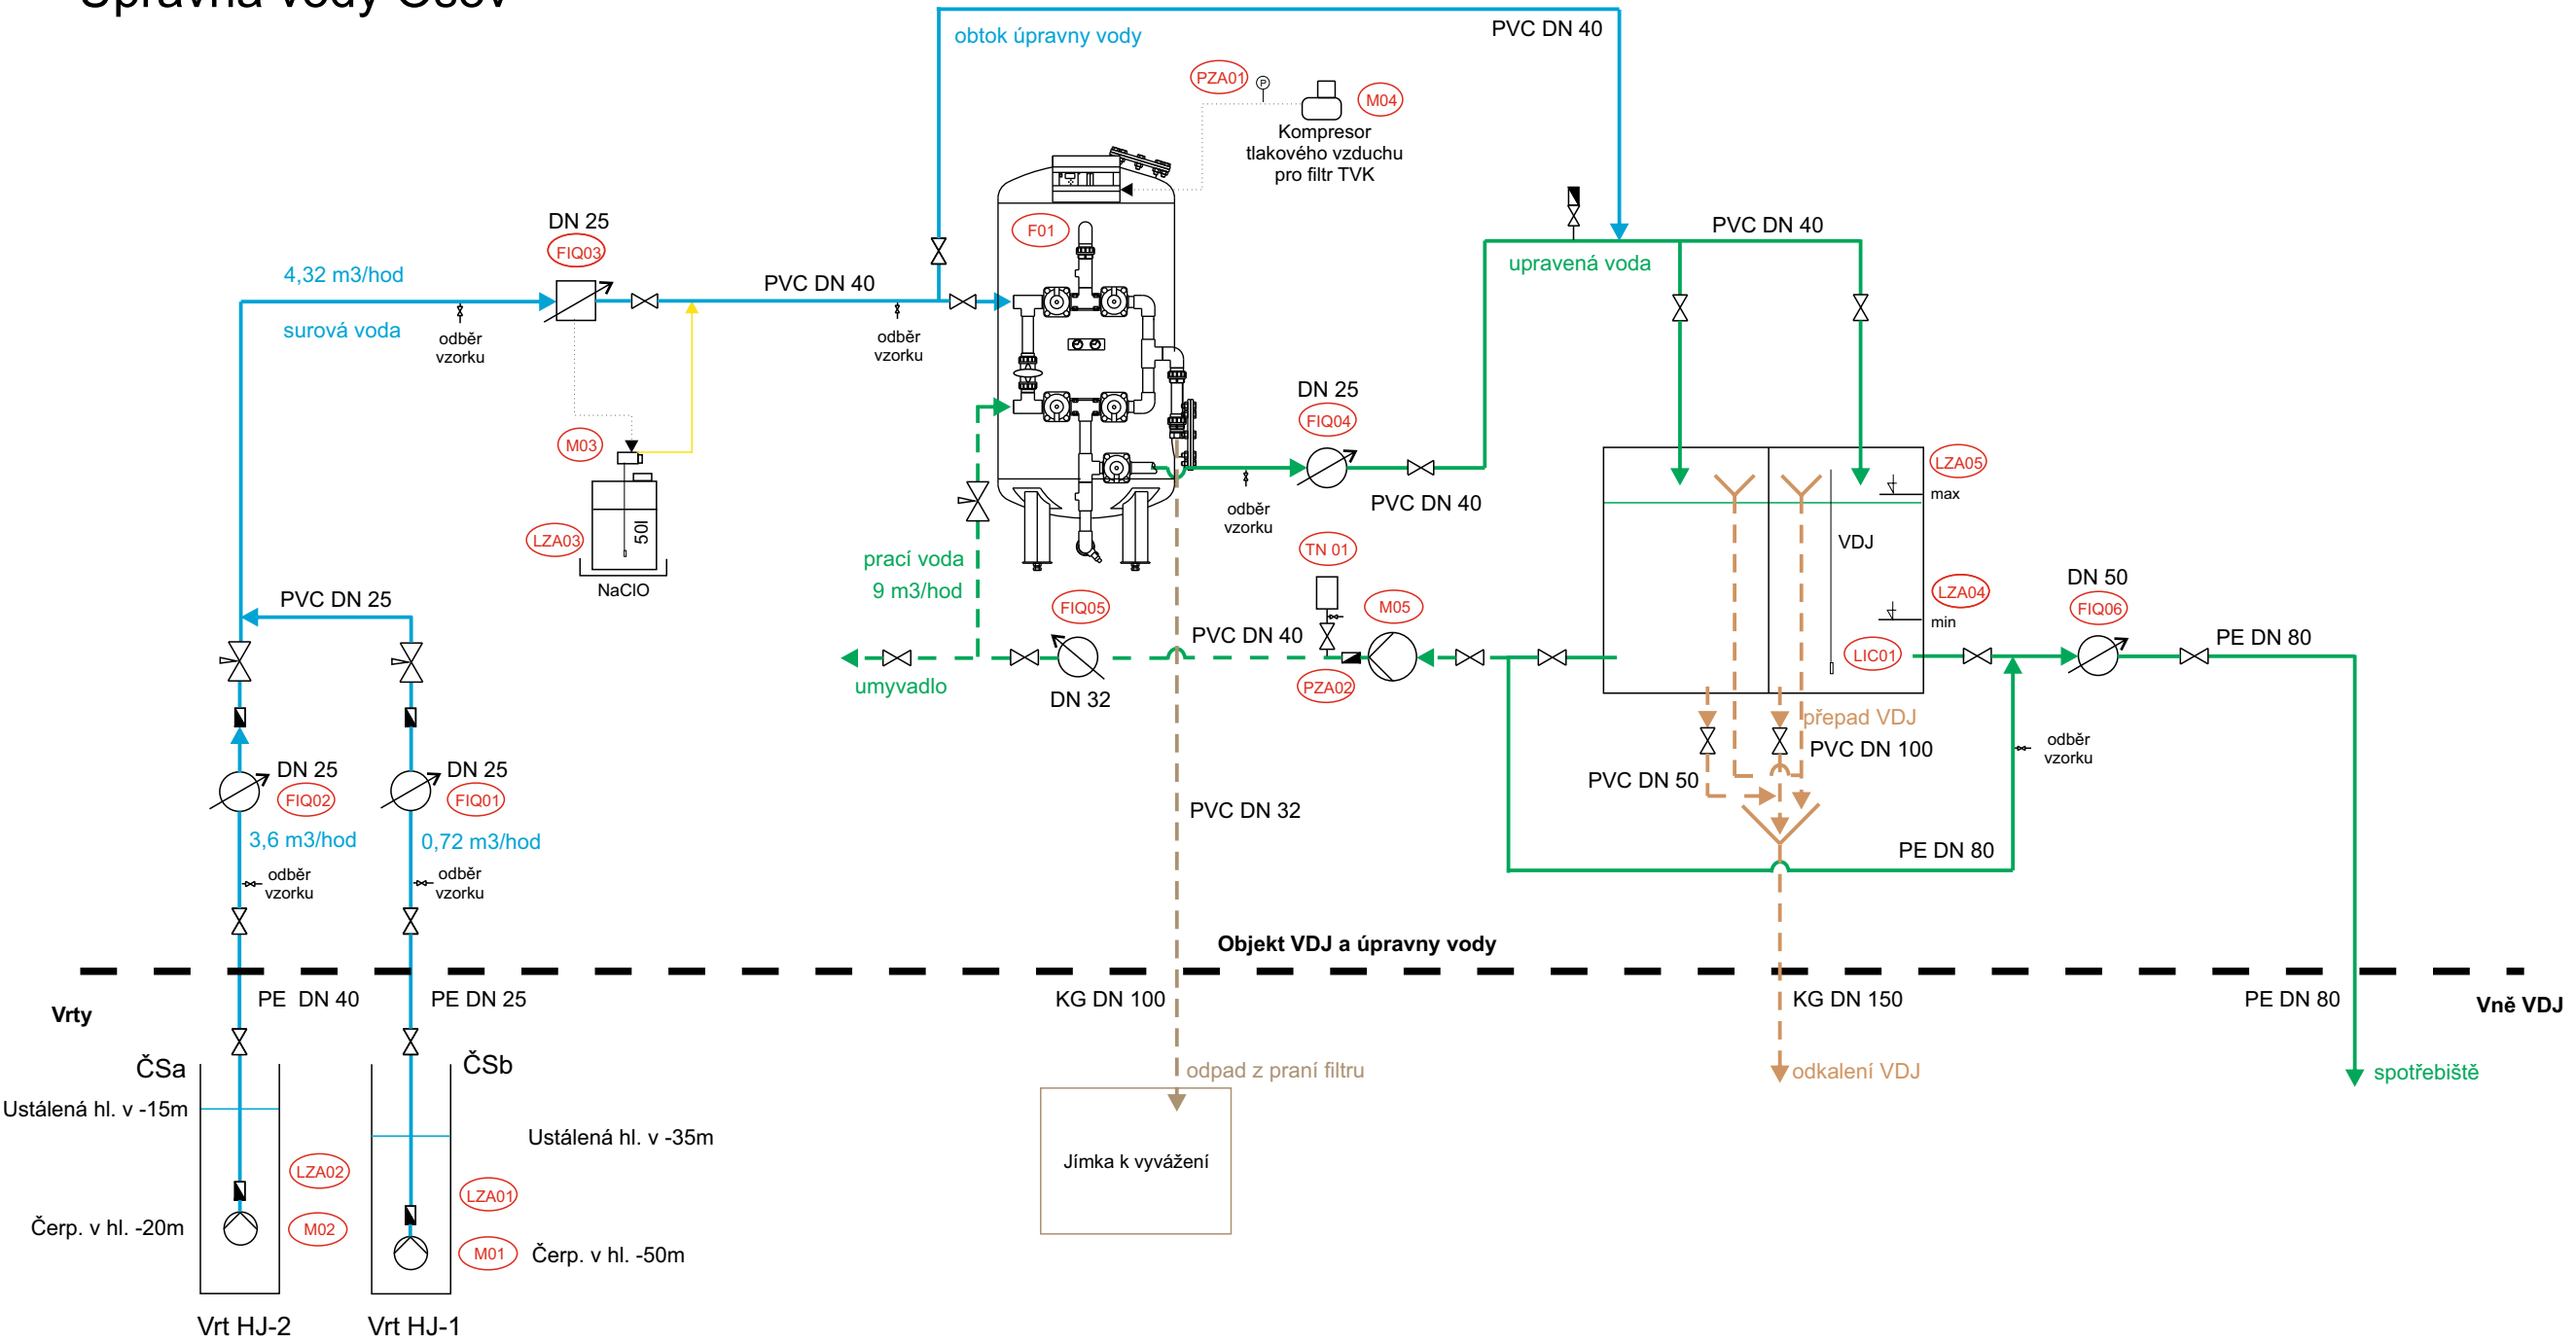 Úpravna vody Osov
obtok úpravny vody
PVC DN 40
PZA01
P
M04
Kompresor
tlakového vzduchu
pro filtr TVK
F01
DN 25
FIQ03
4,32 m3/hod
surová voda
odběr
vzorku
PVC DN 40
odběr
vzorku
PVC DN 40
upravená voda
DN 25
FIQ04
PVC DN 40
odběr
vzorku
M03
LZA03
50l
NaClO
LZA05
max
VDJ
LZA04
min
LIC01
DN 50
FIQ06
PE DN 80
prací voda
9 m3/hod
FIQ05
DN 32
umyvadlo
TN 01
M05
PVC DN 40
PZA02
PVC DN 25
přepad VDJ
PVC DN 100
PVC DN 50
odběr
vzorku
PE DN 80
DN 25
FIQ02
3,6 m3/hod
odběr
vzorku
DN 25
FIQ01
0,72 m3/hod
odběr
vzorku
PVC DN 32
Objekt VDJ a úpravny vody
Vrty
PE DN 40
PE DN 25
KG DN 100
KG DN 150
PE DN 80
Vně VDJ
ČSa
ČSb
Ustálená hl. v -15m
Ustálená hl. v -35m
LZA02
LZA01
Čerp. v hl. -20m
M02
M01
Čerp. v hl. -50m
Vrt HJ-2
Vrt HJ-1
odpad z praní filtru
Jímka k vyvážení
odkalení VDJ
spotřebiště